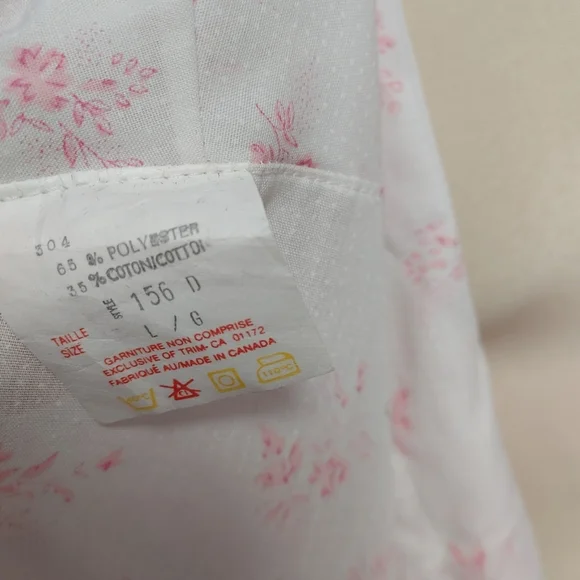 304
65 % POLYESTER
35 % COTON/COTTON
STYLE 156 D
TAILLE
SIZE L / G
GARNITURE NON COMPRISE
EXCLUSIVE OF TRIM- CA 01172
FABRIQUÉ AU/MADE IN CANADA
110°C